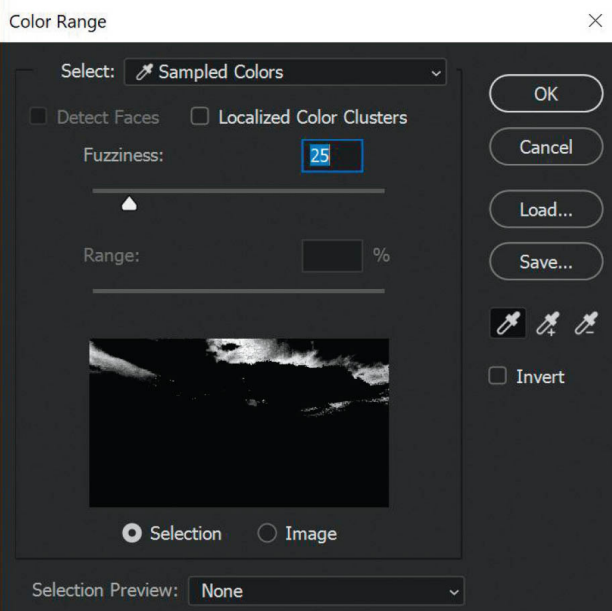 Color Range
Select: Sampled Colors
OK
Detect Faces Localized Color Clusters
Cancel
Fuzziness: 25
Load...
Range: %
Save...
Invert
Selection Image
Selection Preview: None